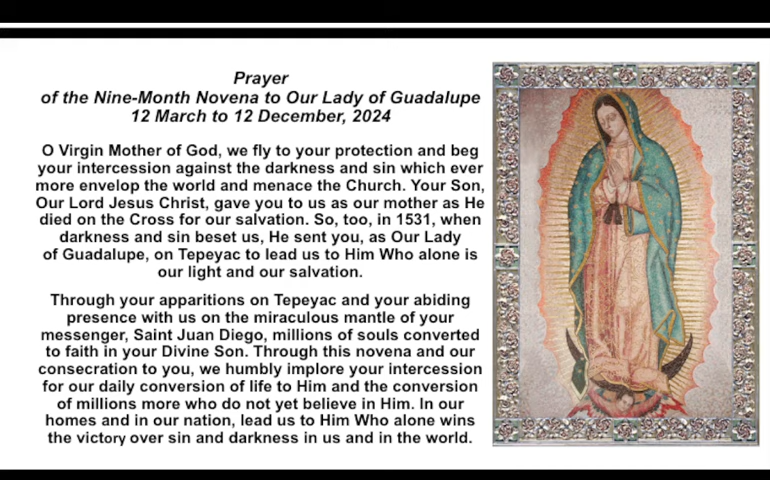 Prayer
of the Nine-Month Novena to Our Lady of Guadalupe
12 March to 12 December, 2024
O Virgin Mother of God, we fly to your protection and beg
your intercession against the darkness and sin which ever
more envelop the world and menace the Church. Your Son,
Our Lord Jesus Christ, gave you to us as our mother as He
died on the Cross for our salvation. So, too, in 1531, when
darkness and sin beset us, He sent you, as Our Lady
of Guadalupe, on Tepeyac to lead us to Him Who alone is
our light and our salvation.
Through your apparitions on Tepeyac and your abiding
presence with us on the miraculous mantle of your
messenger, Saint Juan Diego, millions of souls converted
to faith in your Divine Son. Through this novena and our
consecration to you, we humbly implore your intercession
for our daily conversion of life to Him and the conversion
of millions more who do not yet believe in Him. In our
homes and in our nation, lead us to Him Who alone wins
the victory over sin and darkness in us and in the world.